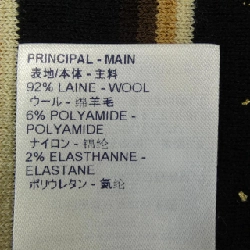 PRINCIPAL - MAIN
表地/本体 - 主料
92% LAINE - WOOL
ウール - 绵羊毛
6% POLYAMIDE -
POLYAMIDE
ナイロン - 锦纶
2% ELASTHANNE -
ELASTANE
ポリウレタン - 氨纶